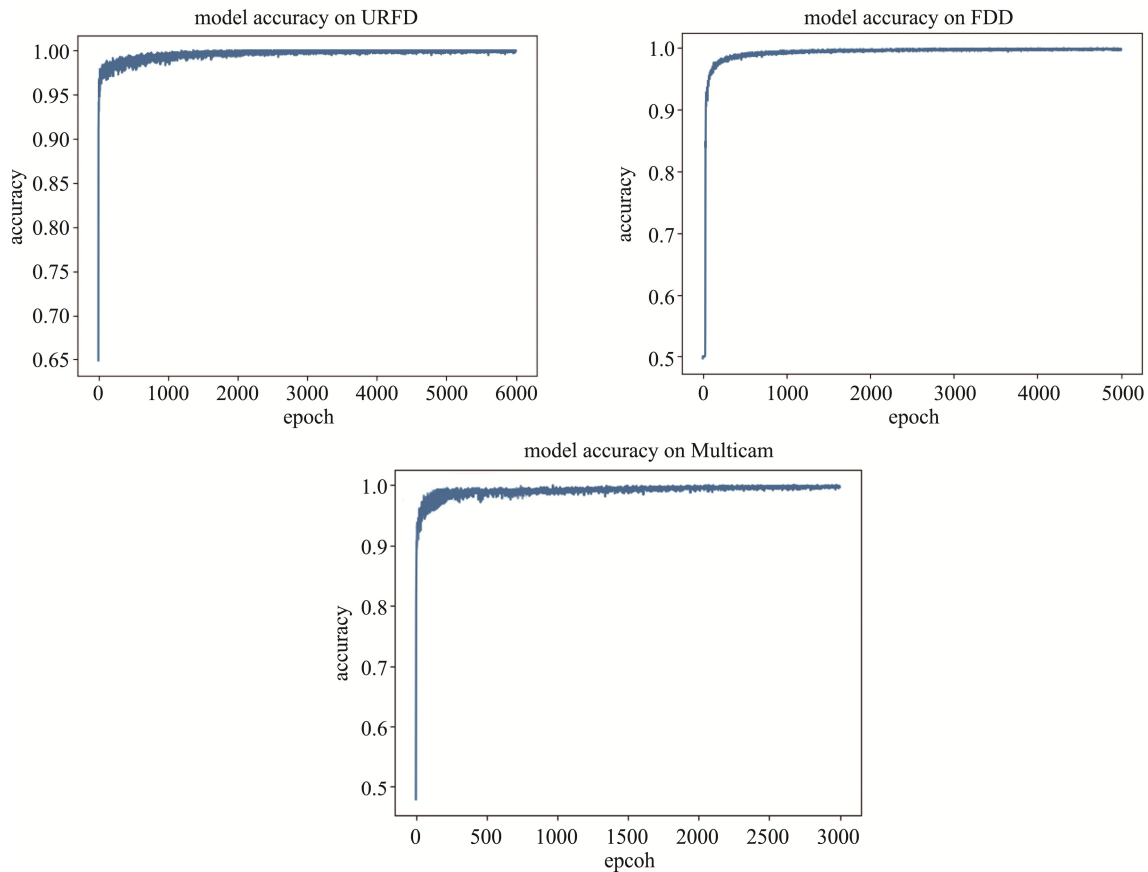 model accuracy on URFD
1.00
0.95
0.90
0.85
0.80
0.75
0.70
0.65
accuracy
0 1000 2000 3000 4000 5000 6000
epoch
model accuracy on FDD
1.0
0.9
0.8
0.7
0.6
0.5
accuracy
0 1000 2000 3000 4000 5000
epoch
model accuracy on Multicam
1.0
0.9
0.8
0.7
0.6
0.5
accuracy
0 500 1000 1500 2000 2500 3000
epcoh